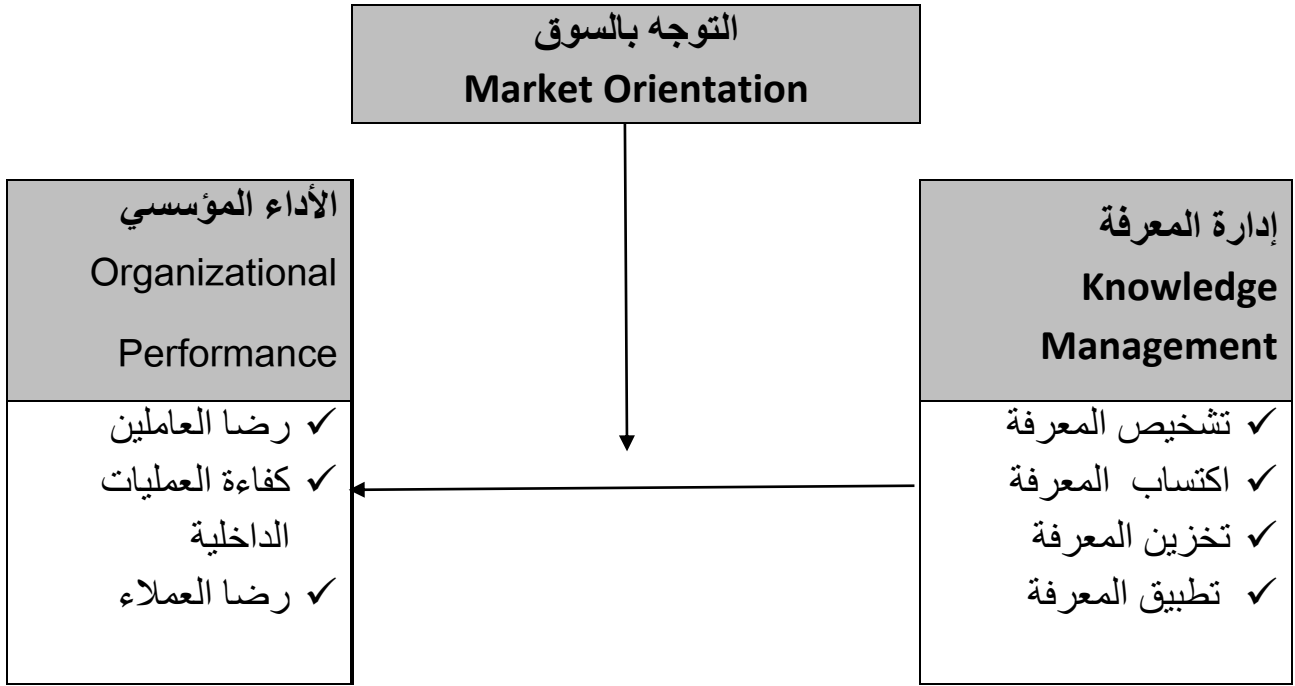 التوجه بالسوق
Market Orientation
إدارة المعرفة
Knowledge
Management
✓ تشخيص المعرفة
✓ اكتساب المعرفة
✓ تخزين المعرفة
✓ تطبيق المعرفة
الأداء المؤسسي
Organizational
Performance
✓ رضا العاملين
✓ كفاءة العمليات
الداخلية
✓ رضا العملاء